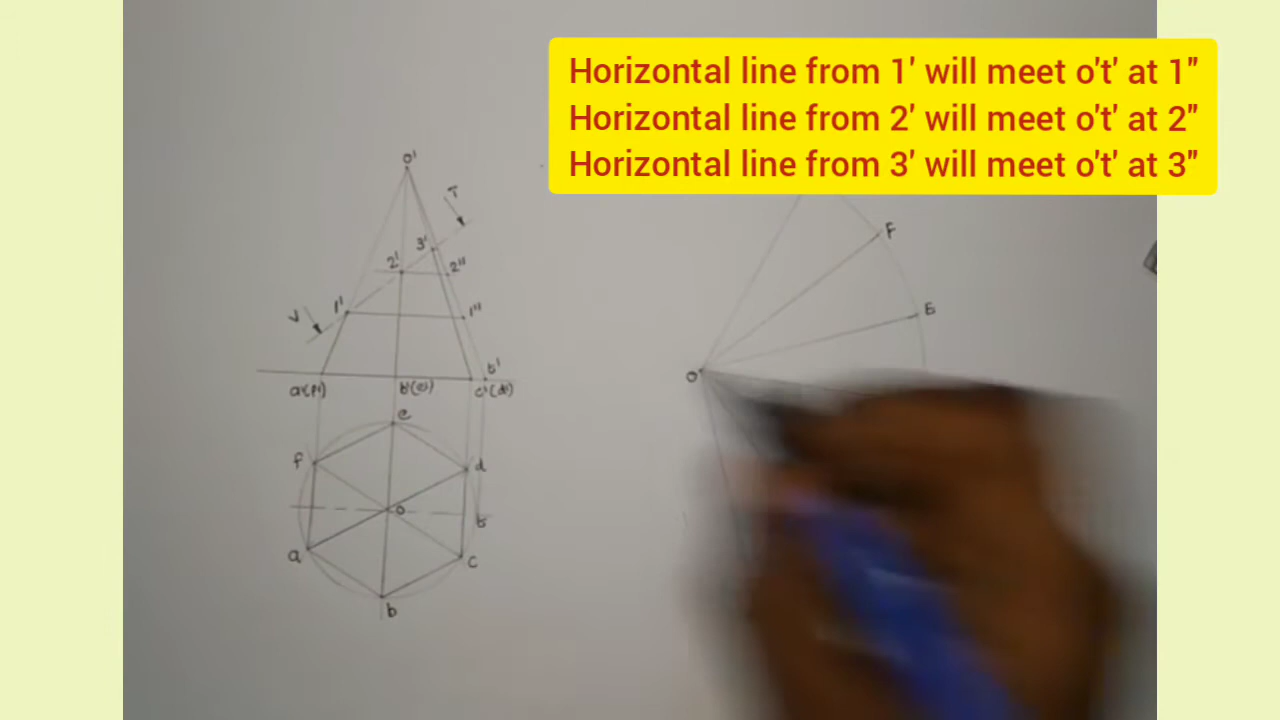 Horizontal line from 1' will meet o't' at 1"
Horizontal line from 2' will meet o't' at 2"
Horizontal line from 3' will meet o't' at 3"
o'
T
3'
2'
2"
1'
1"
V
t'
a'(f')
b'(e')
c'(d')
e
f
d
o
t
a
c
b
F
E
O'